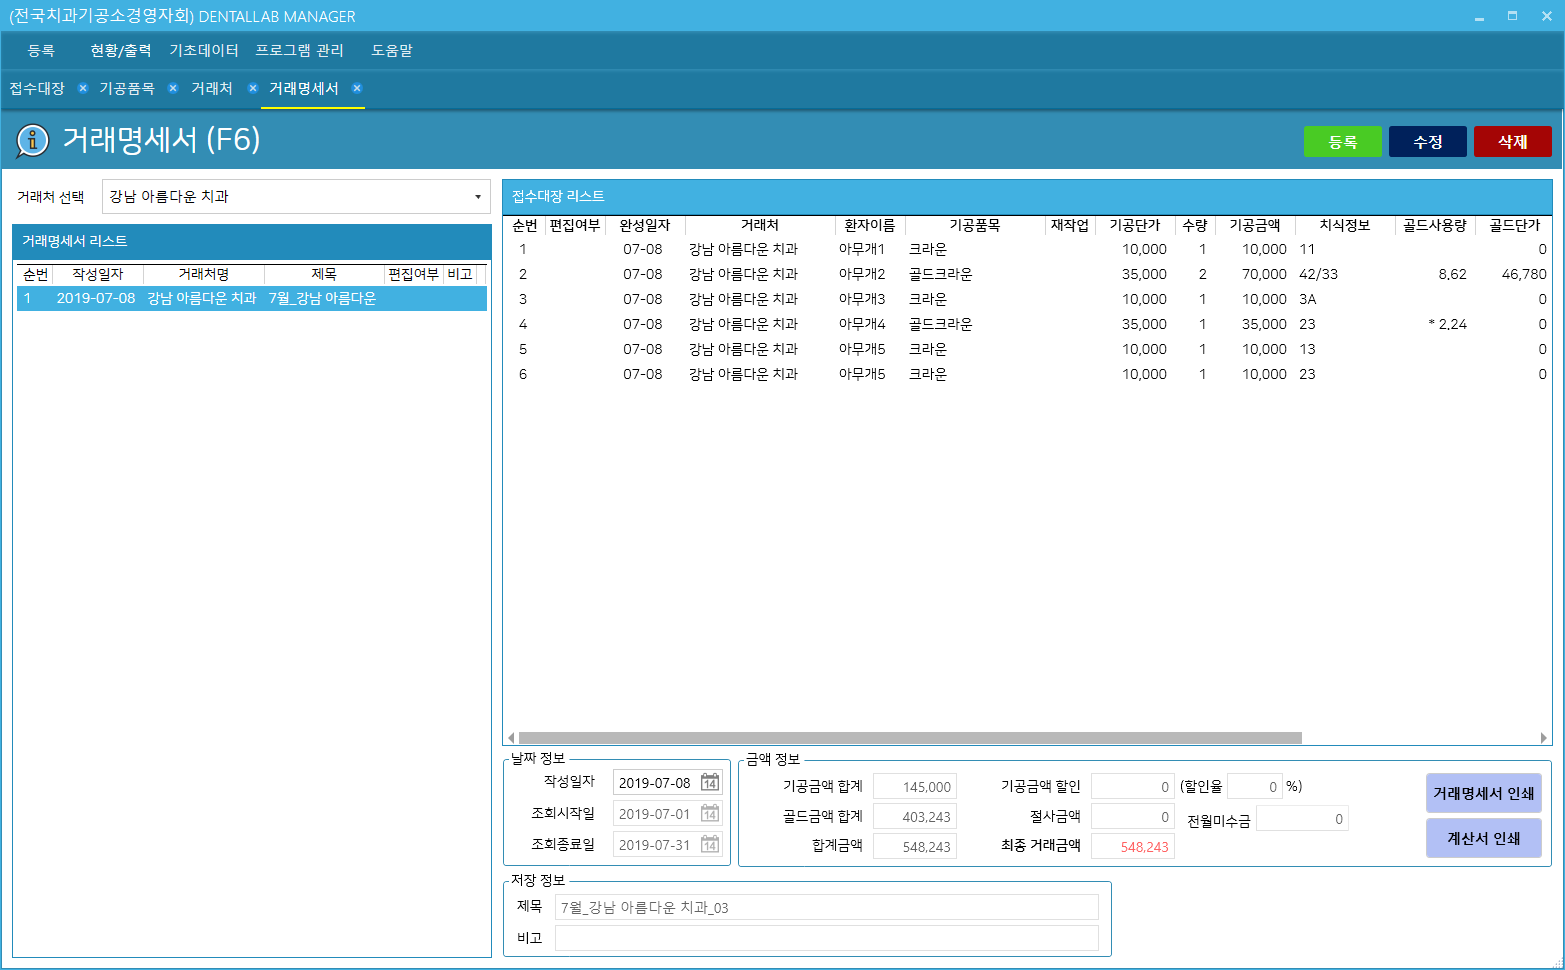 (전국치과기공소경영자회) DENTALLAB MANAGER
등록 현황/출력 기초데이터 프로그램 관리 도움말
접수대장 기공품목 거래처 거래명세서
거래명세서 (F6) 등록 수정 삭제
거래처 선택 강남 아름다운 치과
거래명세서 리스트
순번 작성일자 거래처명 제목 편집여부 비고
1 2019-07-08 강남 아름다운 치과 7월_강남 아름다운
접수대장 리스트
순번 편집여부 완성일자 거래처 환자이름 기공품목 재작업 기공단가 수량 기공금액 치식정보 골드사용량 골드단가
1 07-08 강남 아름다운 치과 아무개1 크라운 10,000 1 10,000 11 0
2 07-08 강남 아름다운 치과 아무개2 골드크라운 35,000 2 70,000 42/33 8.62 46,780
3 07-08 강남 아름다운 치과 아무개3 크라운 10,000 1 10,000 3A 0
4 07-08 강남 아름다운 치과 아무개4 골드크라운 35,000 1 35,000 23 * 2.24 0
5 07-08 강남 아름다운 치과 아무개5 크라운 10,000 1 10,000 13 0
6 07-08 강남 아름다운 치과 아무개5 크라운 10,000 1 10,000 23 0
날짜 정보
작성일자 2019-07-08 14
조회시작일 2019-07-01 14
조회종료일 2019-07-31 14
금액 정보
기공금액 합계 145,000 기공금액 할인 0 (할인율 0 %)
골드금액 합계 403,243 절사금액 0 전월미수금 0
합계금액 548,243 최종 거래금액 548,243
거래명세서 인쇄
계산서 인쇄
저장 정보
제목 7월_강남 아름다운 치과_03
비고